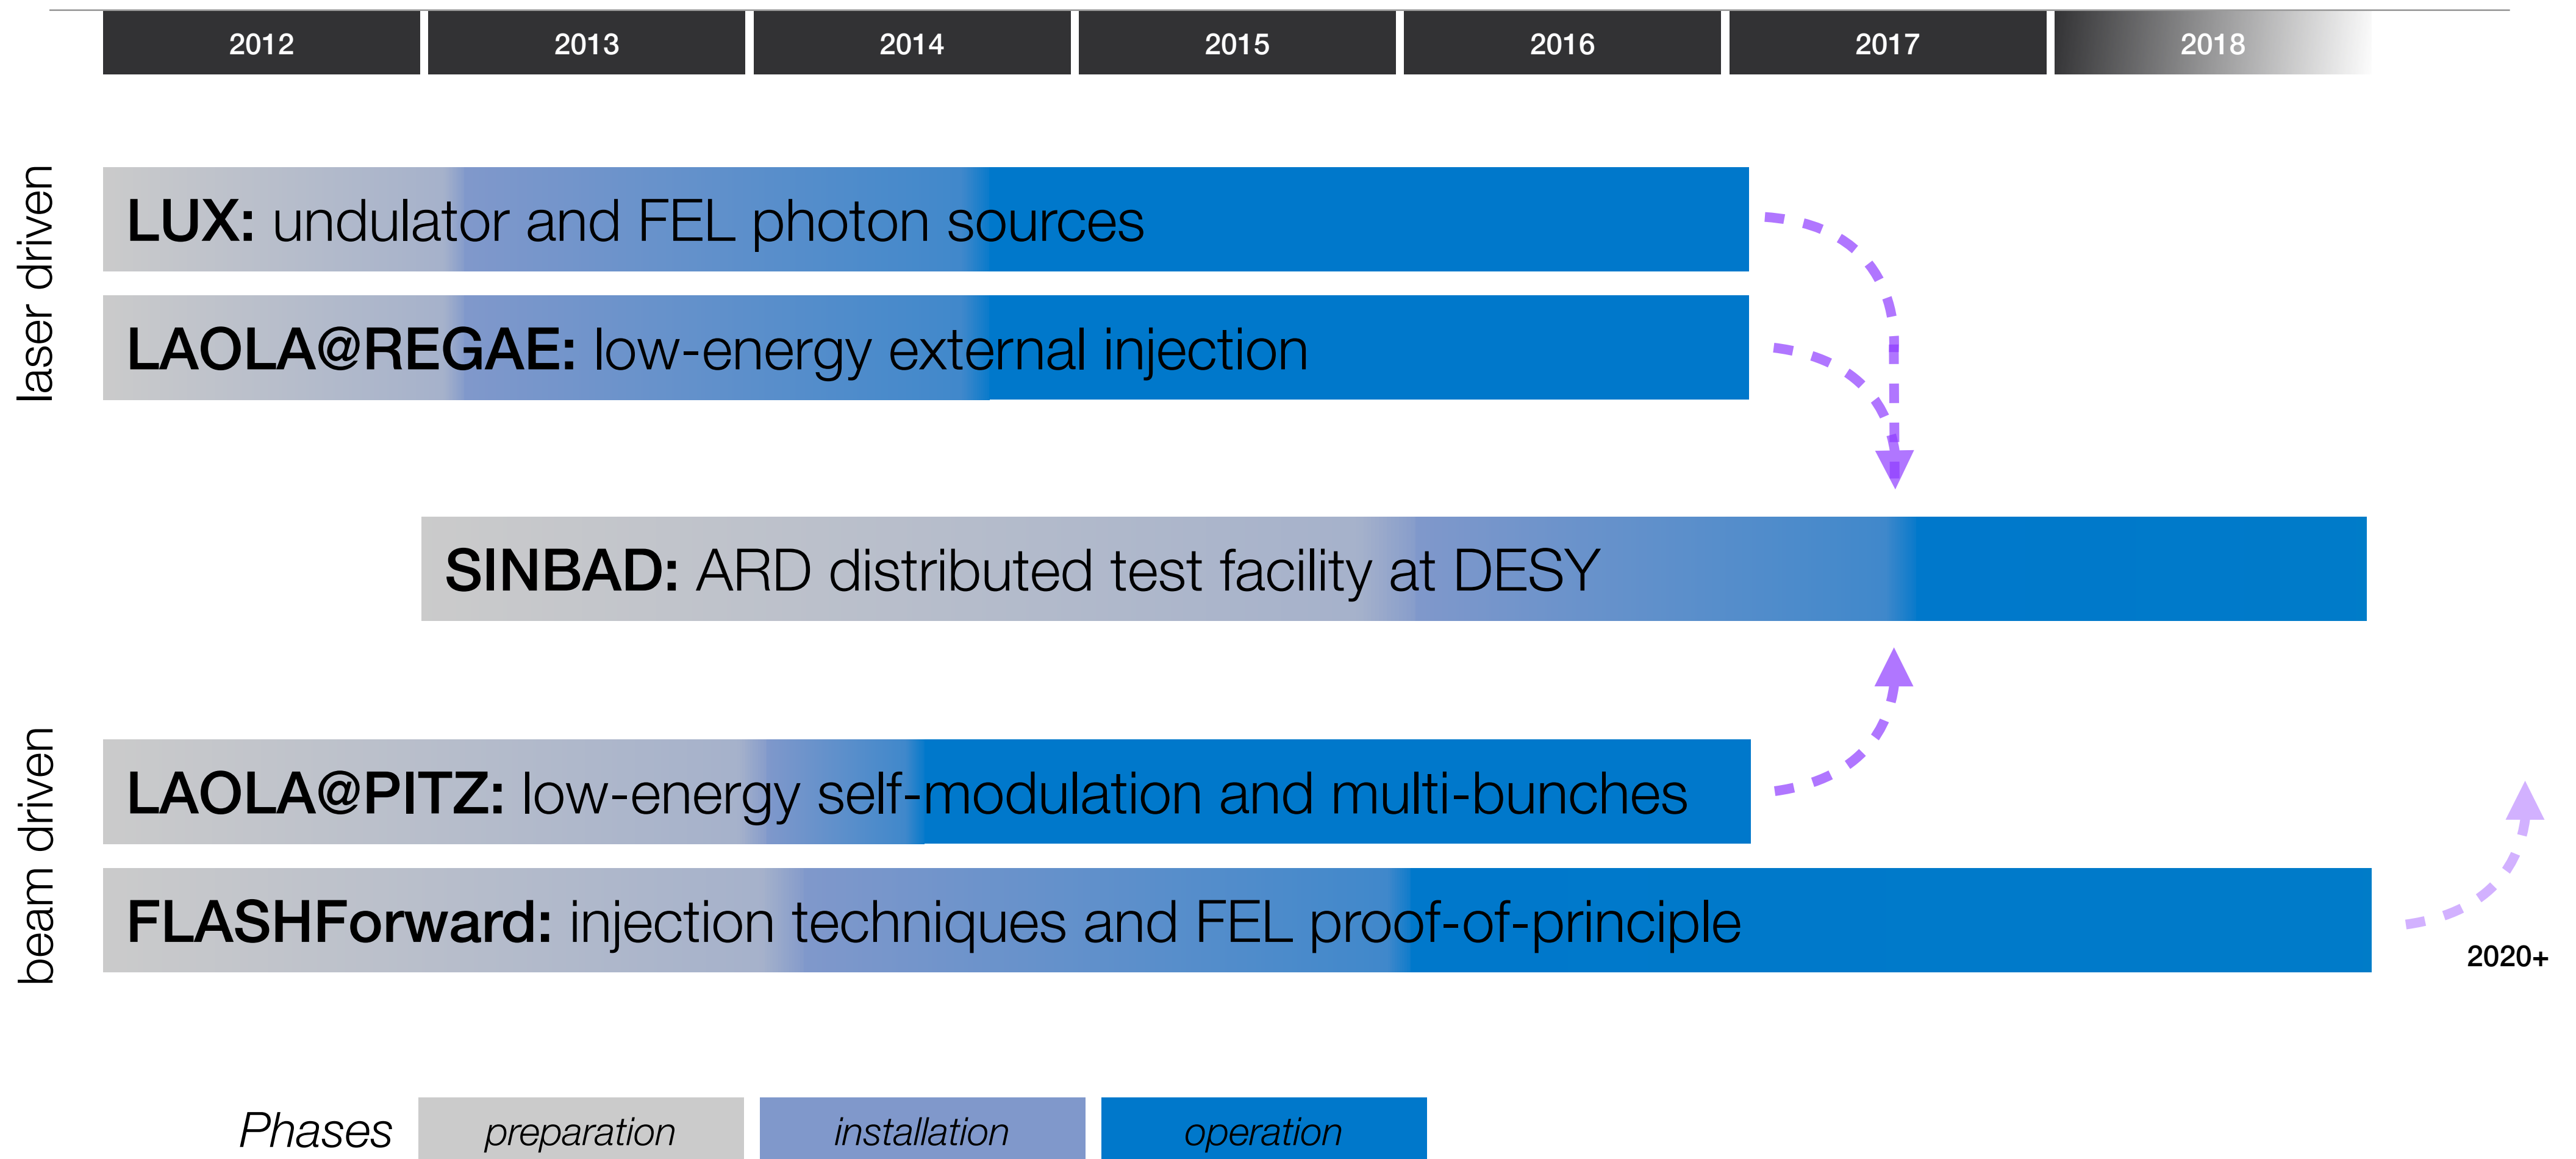 2012 2013 2014 2015 2016 2017 2018
laser driven
LUX: undulator and FEL photon sources
LAOLA@REGAE: low-energy external injection
SINBAD: ARD distributed test facility at DESY
beam driven
LAOLA@PITZ: low-energy self-modulation and multi-bunches
FLASHForward: injection techniques and FEL proof-of-principle
2020+
Phases preparation installation operation